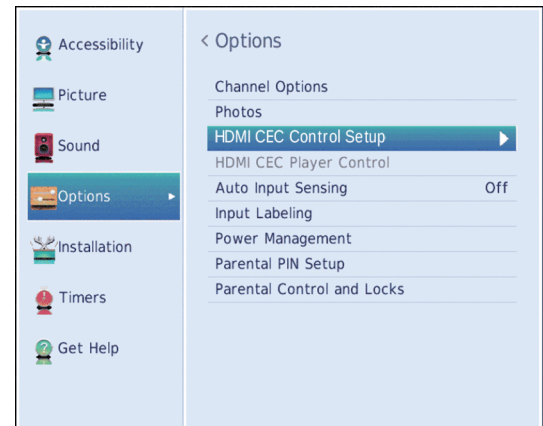 Accessibility
Picture
Sound
Options
Installation
Timers
Get Help
< Options
Channel Options
Photos
HDMI CEC Control Setup
HDMI CEC Player Control
Auto Input Sensing Off
Input Labeling
Power Management
Parental PIN Setup
Parental Control and Locks